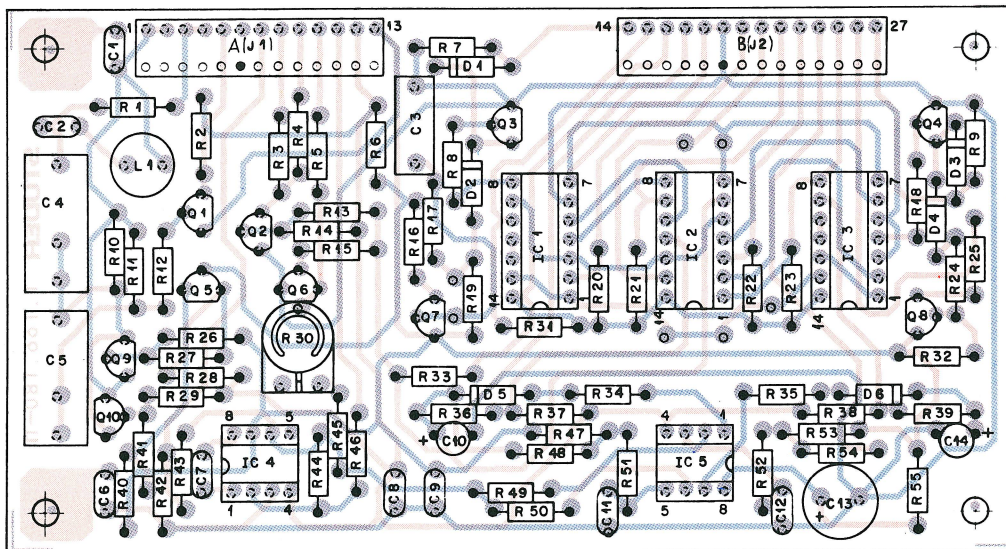 1 13 14 27
A(J1) B(J2)
C1 R7 D1
R1 C2 R2 R4 R3 R5 R6 C3 Q3 Q4 R9
L1 R8 D2 D3 R18 D4
8 7 8 7 8 7
C4 Q1 Q2 R13 R14 R15 R16 R17
IC 1 IC 2 IC 3
R10 R11 R12 Q5 Q6 R19 R20 R21 R22 R23 R24 R25
14 1 14 1 14 1
C5 Q9 R26 R27 R28 R29 R30 Q7 R31 Q8 R32
R33 D5 R34 R35 D6
Q10 R36 R37 R38 R39
8 5 4 1
+ C10 R47 R53 C14 +
R41 R43 C7 IC 4 R45 R46 R48 R51 IC 5 R52 R54
C6 R40 R42 R44 C8 C9 R49 R50 C11 C12 + C13 R55
1 4 5 8